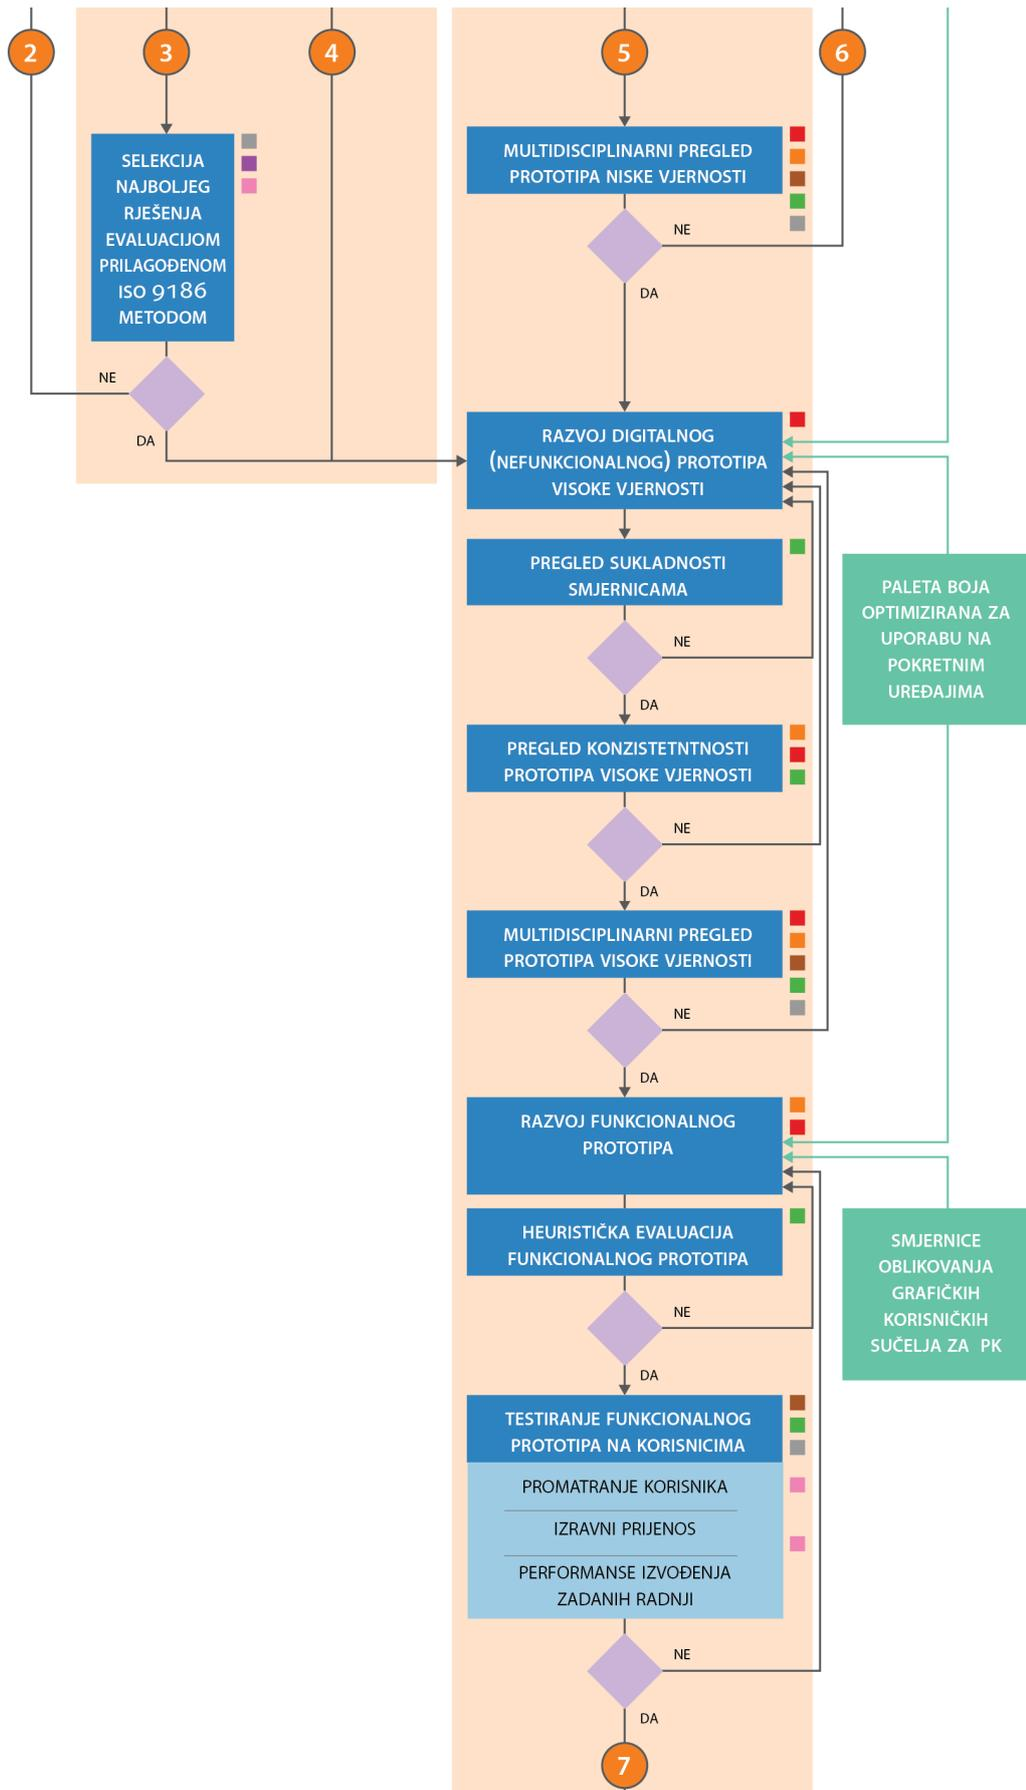 2
3
4
5
6
SELEKCIJA
NAJBOLJEG
RJEŠENJA
EVALUACIJOM
PRILAGOĐENOM
ISO 9186
METODOM
NE
DA
MULTIDISCIPLINARNI PREGLED
PROTOTIPA NISKE VJERNOSTI
NE
DA
RAZVOJ DIGITALNOG
(NEFUNKCIONALNOG) PROTOTIPA
VISOKE VJERNOSTI
PREGLED SUKLADNOSTI
SMJERNICAMA
NE
DA
PALETA BOJA
OPTIMIZIRANA ZA
UPORABU NA
POKRETNIM
UREĐAJIMA
PREGLED KONZISTETNTNOSTI
PROTOTIPA VISOKE VJERNOSTI
NE
DA
MULTIDISCIPLINARNI PREGLED
PROTOTIPA VISOKE VJERNOSTI
NE
DA
RAZVOJ FUNKCIONALNOG
PROTOTIPA
HEURISTIČKA EVALUACIJA
FUNKCIONALNOG PROTOTIPA
NE
DA
SMJERNICE
OBLIKOVANJA
GRAFIČKIH
KORISNIČKIH
SUČELJA ZA PK
TESTIRANJE FUNKCIONALNOG
PROTOTIPA NA KORISNICIMA
PROMATRANJE KORISNIKA
IZRAVNI PRIJENOS
PERFORMANSE IZVOĐENJA
ZADANIH RADNJI
NE
DA
7